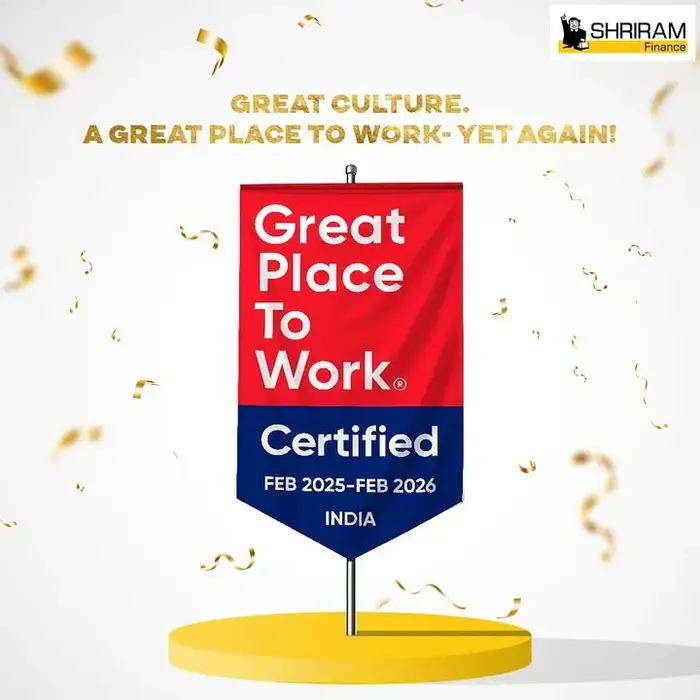 SHRIRAM
Finance
GREAT CULTURE.
A GREAT PLACE TO WORK- YET AGAIN!
Great
Place
To
Work®
Certified
FEB 2025-FEB 2026
INDIA